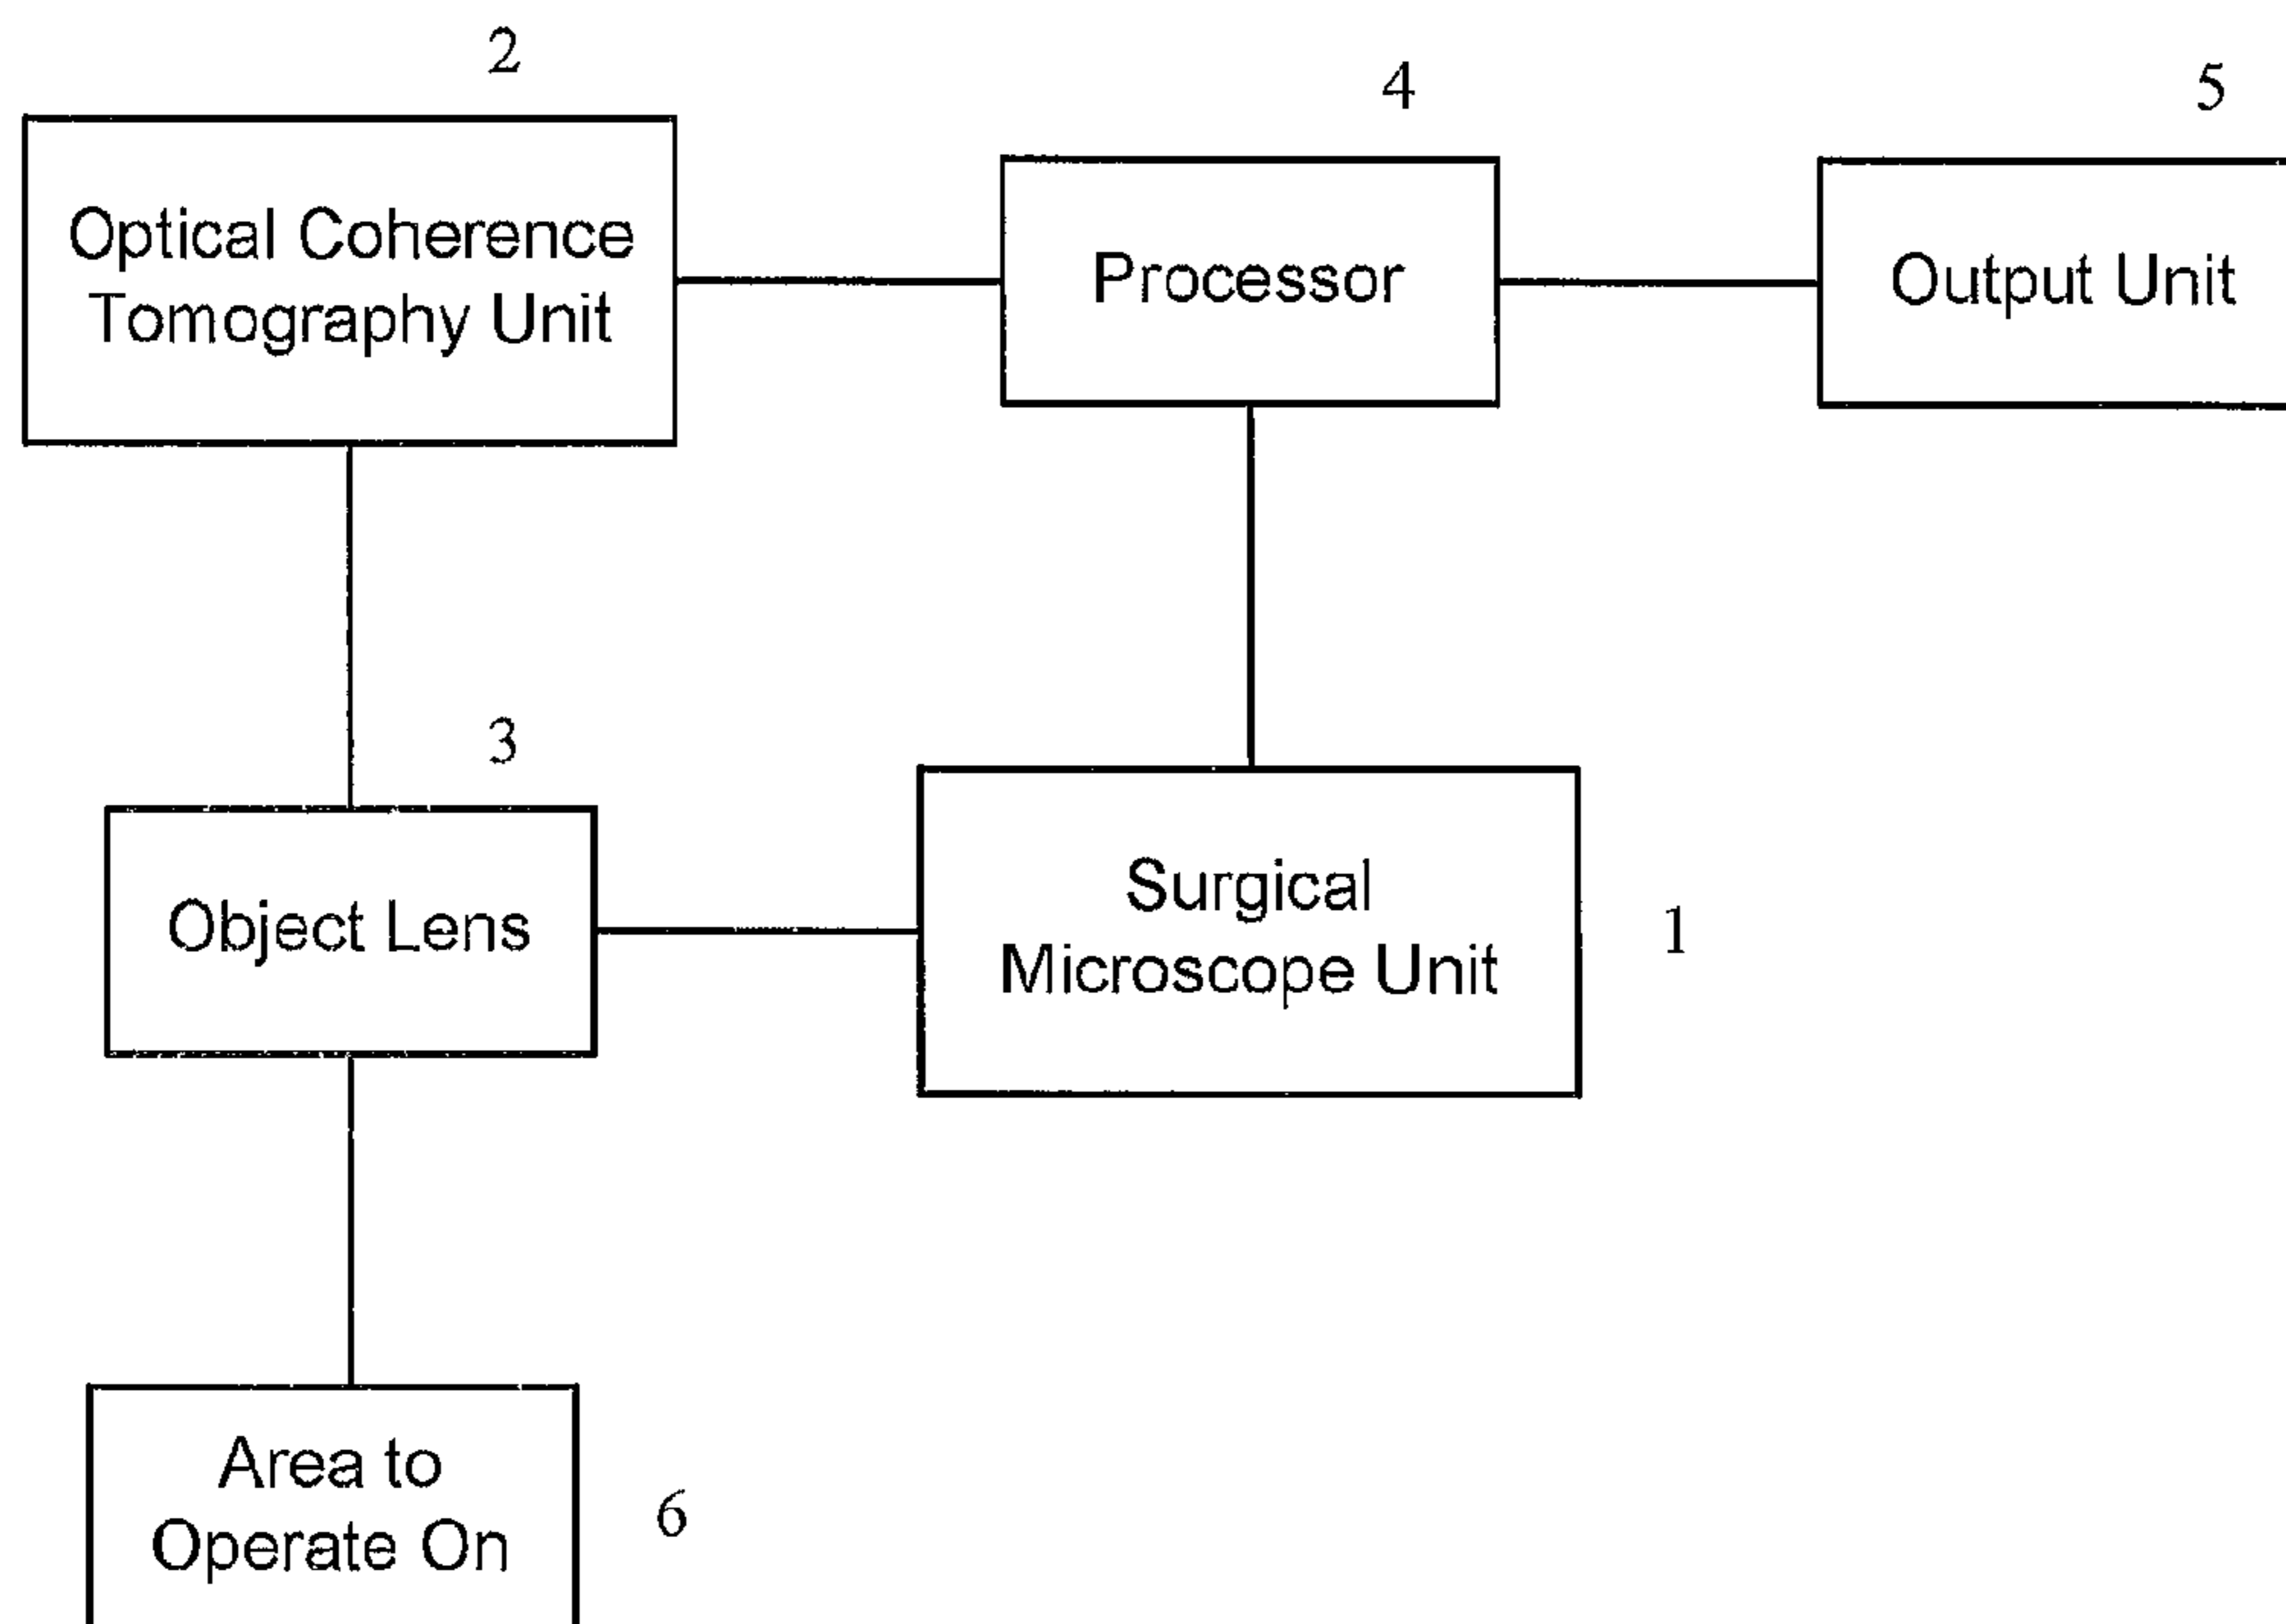 2
Optical Coherence
Tomography Unit
4
Processor
5
Output Unit
3
Object Lens
Surgical
Microscope Unit
1
Area to
Operate On
6